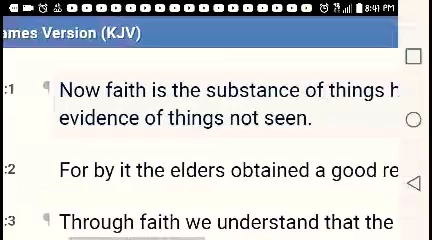 8:41 PM
ames Version (KJV)
:1 ¶ Now faith is the substance of things h
evidence of things not seen.
:2 For by it the elders obtained a good re
:3 ¶ Through faith we understand that the